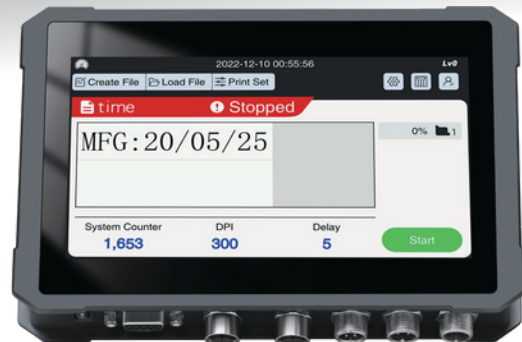 2022-12-10 00:55:56
Lv0
Create File Load File Print Set
time
Stopped
MFG:20/05/25
0% 1
System Counter DPI Delay
1,653 300 5
Start